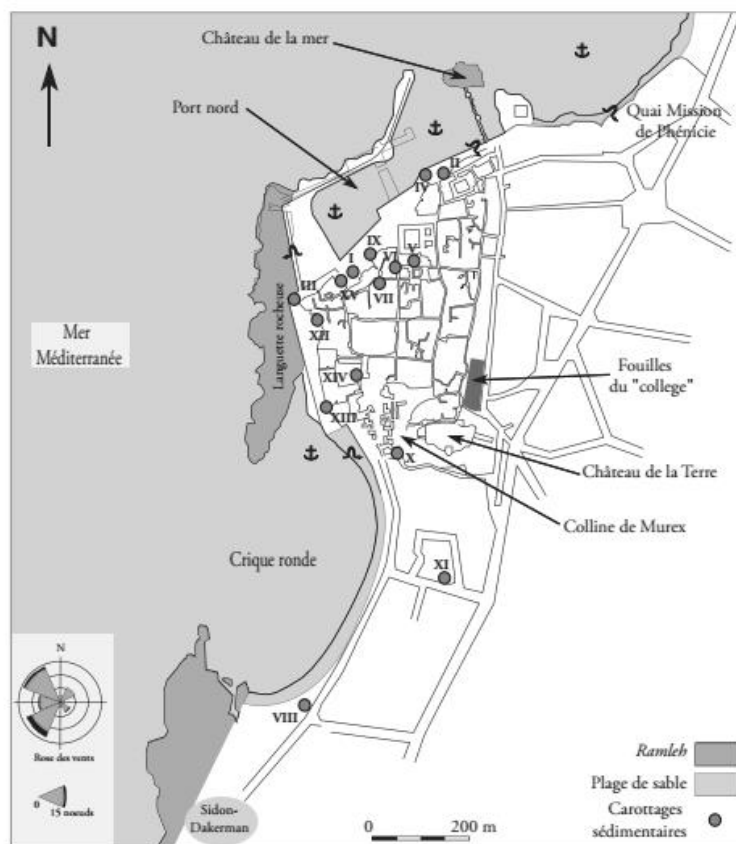 N
Château de la mer
Port nord
Quai Mission
de Phénicie
II
IV
IX
I
VI
V
III
XV
VII
XII
Languette rocheuse
Mer
Méditerranée
XIV
Fouilles
du "college"
XIII
X
Château de la Terre
Colline de Murex
Crique ronde
XI
N
VIII
Rose des vents
0
15 noeuds
Sidon-
Dakerman
0 200 m
Ramleh
Plage de sable
Carottages
sédimentaires